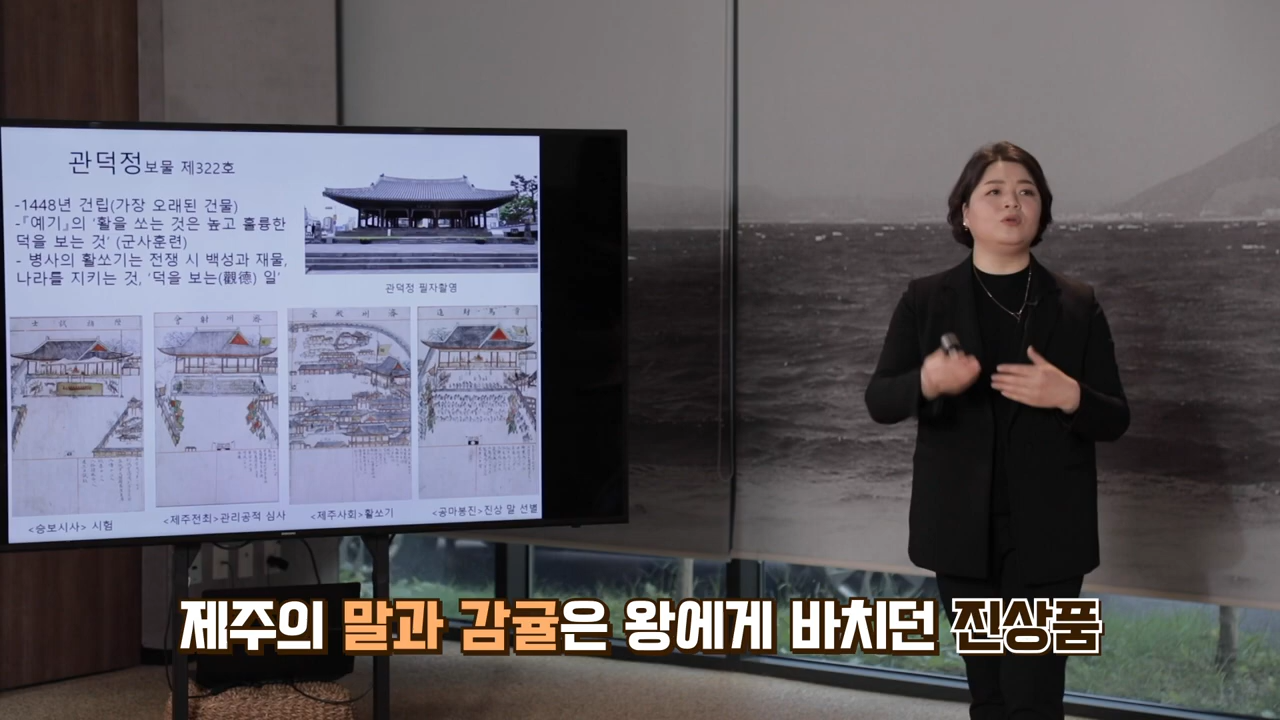 관덕정보물 제322호
-1448년 건립(가장 오래된 건물)
-『예기』의 '활을 쏘는 것은 높고 훌륭한
덕을 보는 것' (군사훈련)
- 병사의 활쏘기는 전쟁 시 백성과 재물,
나라를 지키는 것, '덕을 보는(觀德) 일'
관덕정 필자촬영
<승보시사> 시험
<제주전최>관리공적 심사
<제주사회>활쏘기
<공마봉진>진상 말 선별
제주의 말과 감귤은 왕에게 바치던 진상품